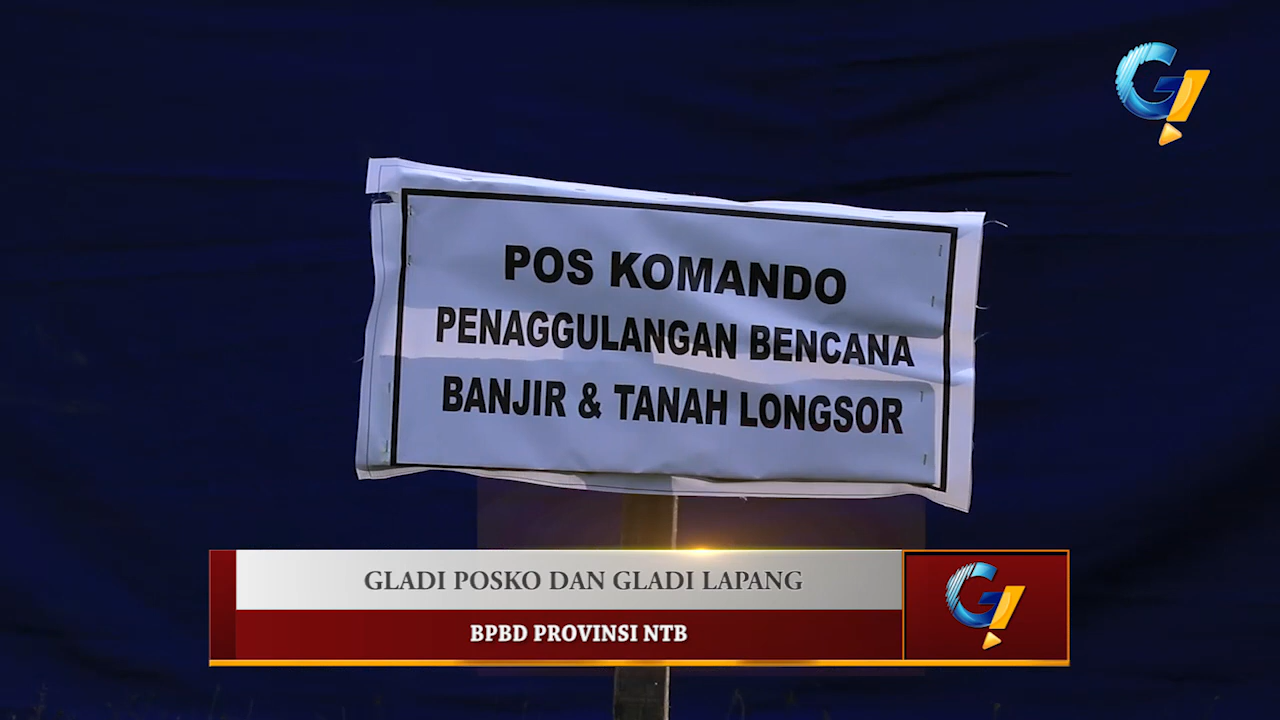 G!
POS KOMANDO
PENAGGULANGAN BENCANA
BANJIR & TANAH LONGSOR
GLADI POSKO DAN GLADI LAPANG
BPBD PROVINSI NTB
G!